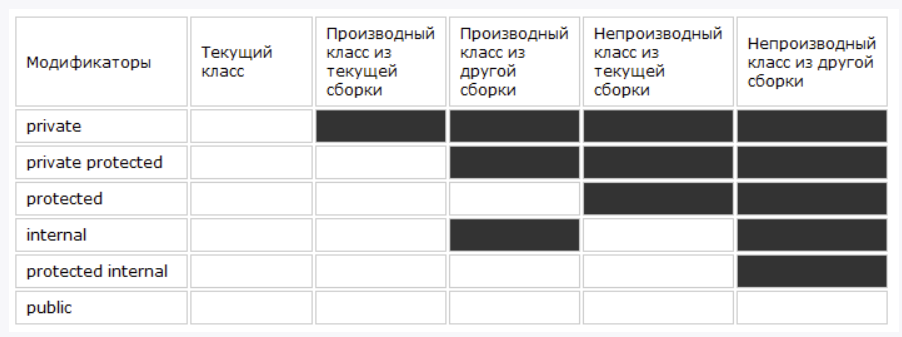 Модификаторы
Текущий
класс
Производный
класс из
текущей
сборки
Производный
класс из
другой
сборки
Непроизводный
класс из
текущей
сборки
Непроизводный
класс из другой
сборки
private
private protected
protected
internal
protected internal
public